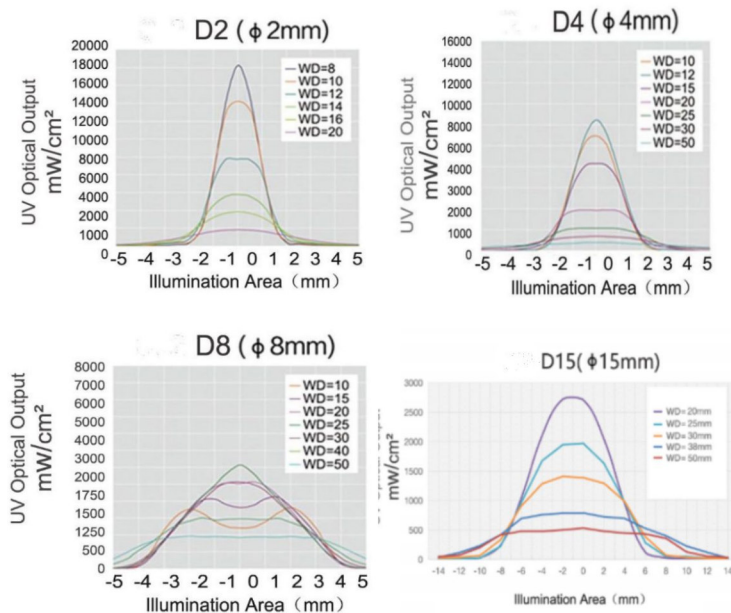 D2 (ϕ2mm)
UV Optical Output
mW/cm²
20000
18000
16000
14000
12000
10000
8000
6000
4000
2000
1000
0
WD=8
WD=10
WD=12
WD=14
WD=16
WD=20
-5 -4 -3 -2 -1 0 1 2 3 4 5
Illumination Area（mm）
D4 (ϕ4mm)
UV Optical Output
mW/cm²
16000
14000
12000
10000
8000
6000
4000
3000
2000
1000
0
WD=10
WD=12
WD=15
WD=20
WD=25
WD=30
WD=50
-5 -4 -3 -2 -1 0 1 2 3 4 5
Illumination Area（mm）
D8 (ϕ8mm)
UV Optical Output
mW/cm²
8000
7000
6000
5000
4000
3000
2000
1750
1500
1250
500
0
WD=10
WD=15
WD=20
WD=25
WD=30
WD=40
WD=50
-5 -4 -3 -2 -1 0 1 2 3 4 5
Illumination Area（mm）
D15(ϕ15mm)
mW/cm²
3000
2500
2000
1500
1000
500
0
WD=20mm
WD=25mm
WD=30mm
WD=38mm
WD=50mm
-14 -12 -10 -8 -6 -4 -2 0 2 4 6 8 10 12 14
Illumination Area（mm）